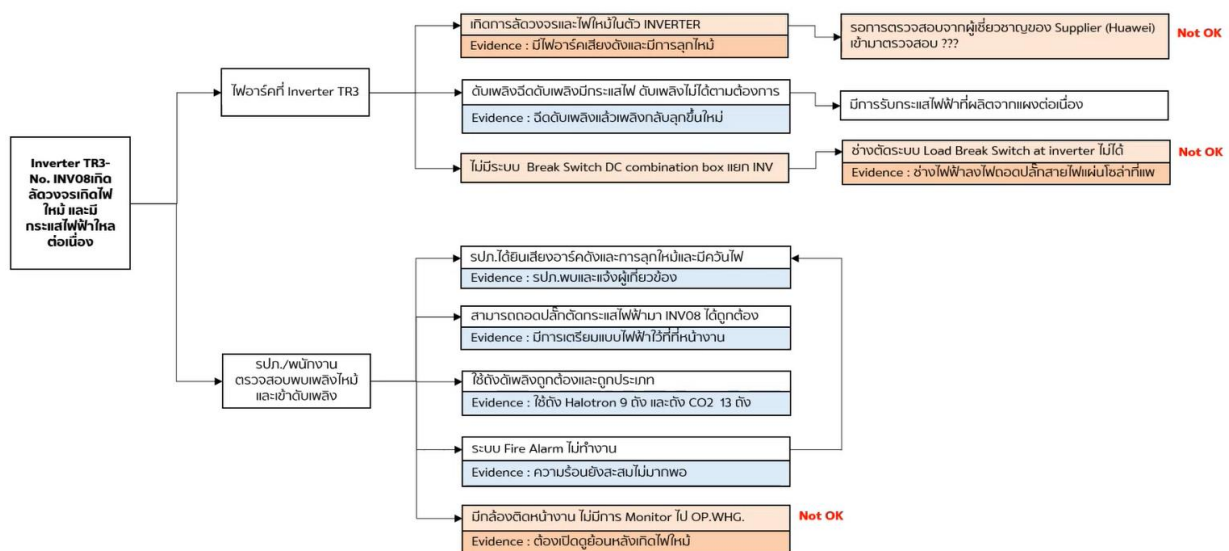 เกิดการลัดวงจรและไฟใหม้ในตัว INVERTER
Evidence : มีไฟอาร์คเสียงดังและมีการลุกไหม้
รอการตรวจสอบจากผู้เชี่ยวชาญของ Supplier (Huawei)
เข้ามาตรวจสอบ ???
Not OK
ไฟอาร์คที่ Inverter TR3
ดับเพลิงฉีดดับเพลิงมีกระแสไฟ ดับเพลิงไม่ได้ตามต้องการ
Evidence : ฉีดดับเพลิงแล้วเพลิงกลับลุกขึ้นใหม่
มีการรับกระแสไฟฟ้าที่ผลิตจากแผงต่อเนื่อง
ไม่มีระบบ Break Switch DC combination box แยก INV
ช่างตัดระบบ Load Break Switch at inverter ไม่ได้
Evidence : ช่างไฟฟ้าลงไฟถอดปลั๊กสายไฟแผ่นโซล่าที่แพ
Not OK
Inverter TR3-
No. INV08เกิด
ลัดวงจรเกิดไฟ
ใหม้ และมี
กระแสไฟฟ้าใหล
ต่อเนื่อง
รปภ.ได้ยินเสียงอาร์คดังและการลุกใหม้และมีควันไฟ
Evidence : รปภ.พบและแจ้งผู้เกี่ยวข้อง
สามารถถอดปลั๊กตัดกระแสไฟฟ้ามา INV08 ได้ถูกต้อง
Evidence : มีการเตรียมแบบไฟฟ้าใว้ที่ที่หน้างาน
รปภ./พนักงาน
ตรวจสอบพบเพลิงไหม้
และเข้าดับเพลิง
ใช้ถังดัเพลิงถูกต้องและถูกประเภท
Evidence : ใช้ถัง Halotron 9 ถัง และถัง CO2 13 ถัง
ระบบ Fire Alarm ไม่ทำงาน
Evidence : ความร้อนยังสะสมไม่มากพอ
มีกล้องติดหน้างาน ไม่มีการ Monitor ไป OP.WHG.
Evidence : ต้องเปิดดูย้อนหลังเกิดไฟใหม้
Not OK